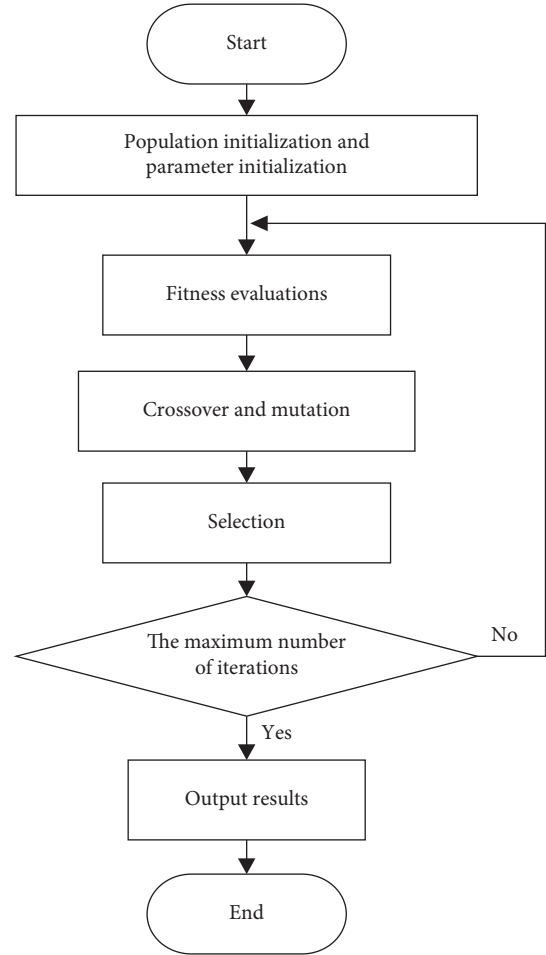 Start
Population initialization and
parameter initialization
Fitness evaluations
Crossover and mutation
Selection
The maximum number
of iterations
No
Yes
Output results
End